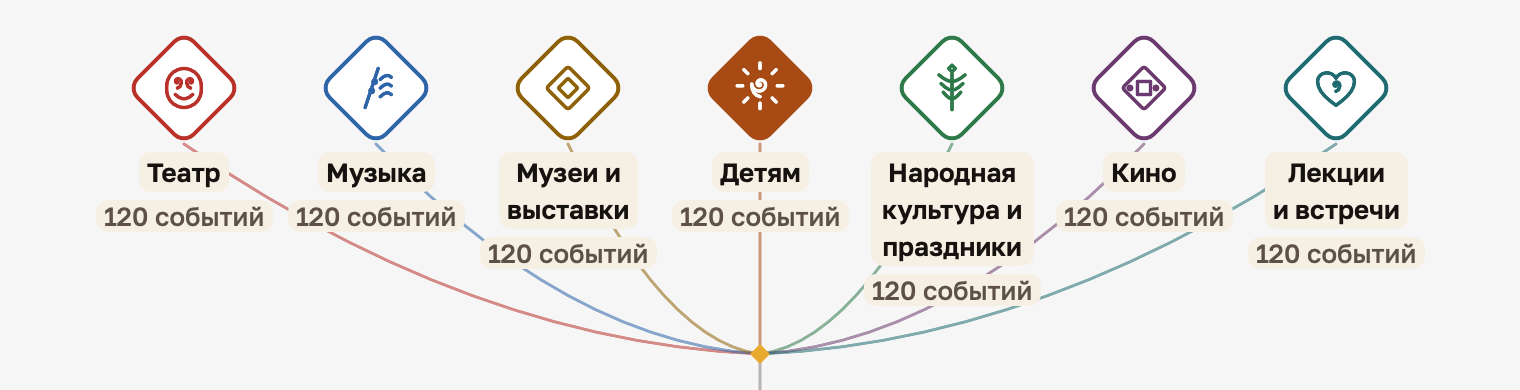 Театр
120 событий
Музыка
120 событий
Музеи и
выставки
120 событий
Детям
120 событий
Народная
культура и
праздники
120 событий
Кино
120 событий
Лекции
и встречи
120 событий